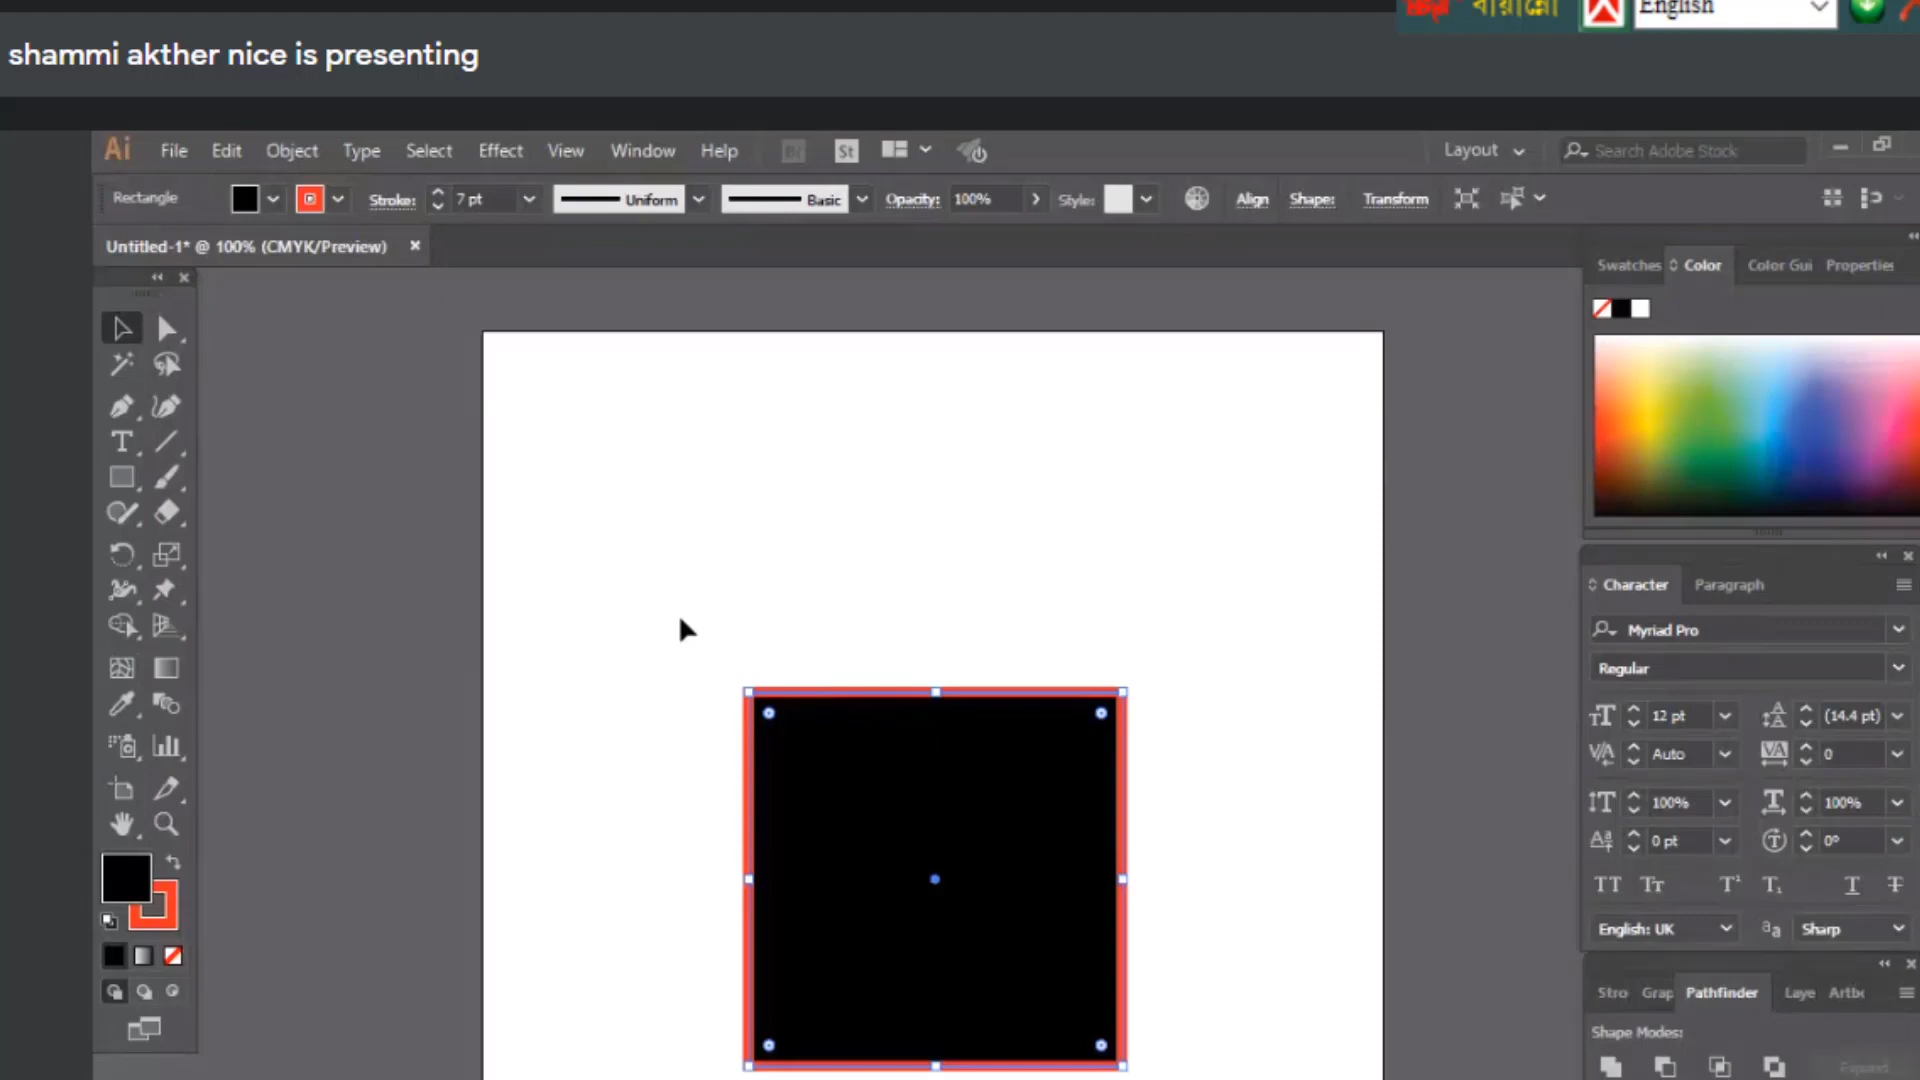 English
shammi akther nice is presenting
Ai File Edit Object Type Select Effect View Window Help Br St Layout Search Adobe Stock
Rectangle Stroke: 7 pt Uniform Basic Opacity: 100% Style: Align Shape: Transform
Untitled-1* @ 100% (CMYK/Preview)
Swatches Color Color Gui Properties
Character Paragraph
Myriad Pro
Regular
12 pt (14.4 pt)
Auto 0
100% 100%
0 pt 0°
English: UK Sharp
Stro Grap Pathfinder Laye Artb
Shape Modes:
Expand